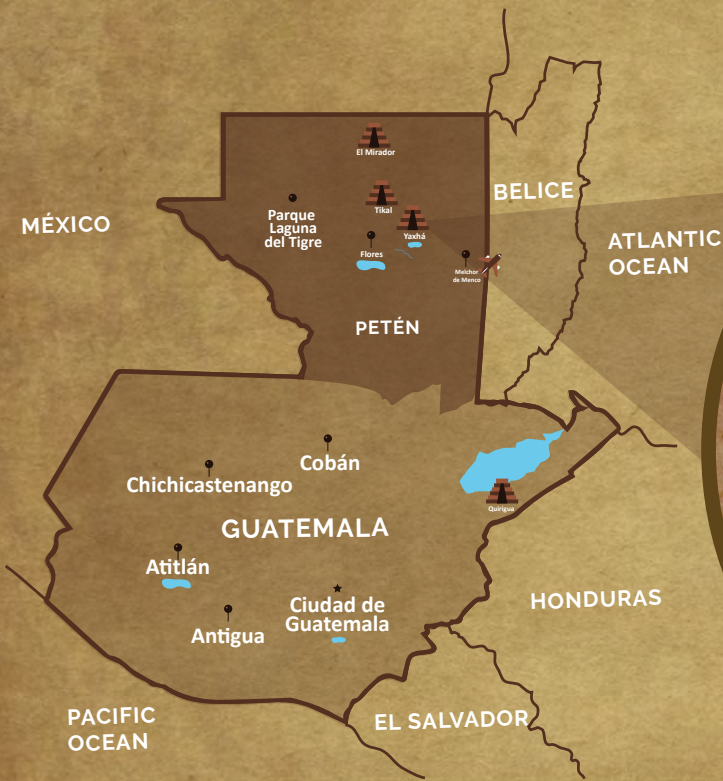 El Mirador
BELICE
Tikal
MÉXICO
Parque
Laguna
del Tigre
Yaxhá
ATLANTIC
OCEAN
Flores
Melchor
de Menco
PETÉN
Cobán
Chichicastenango
Quirigua
GUATEMALA
Atitlán
Ciudad de
Guatemala
HONDURAS
Antigua
PACIFIC
OCEAN
EL SALVADOR